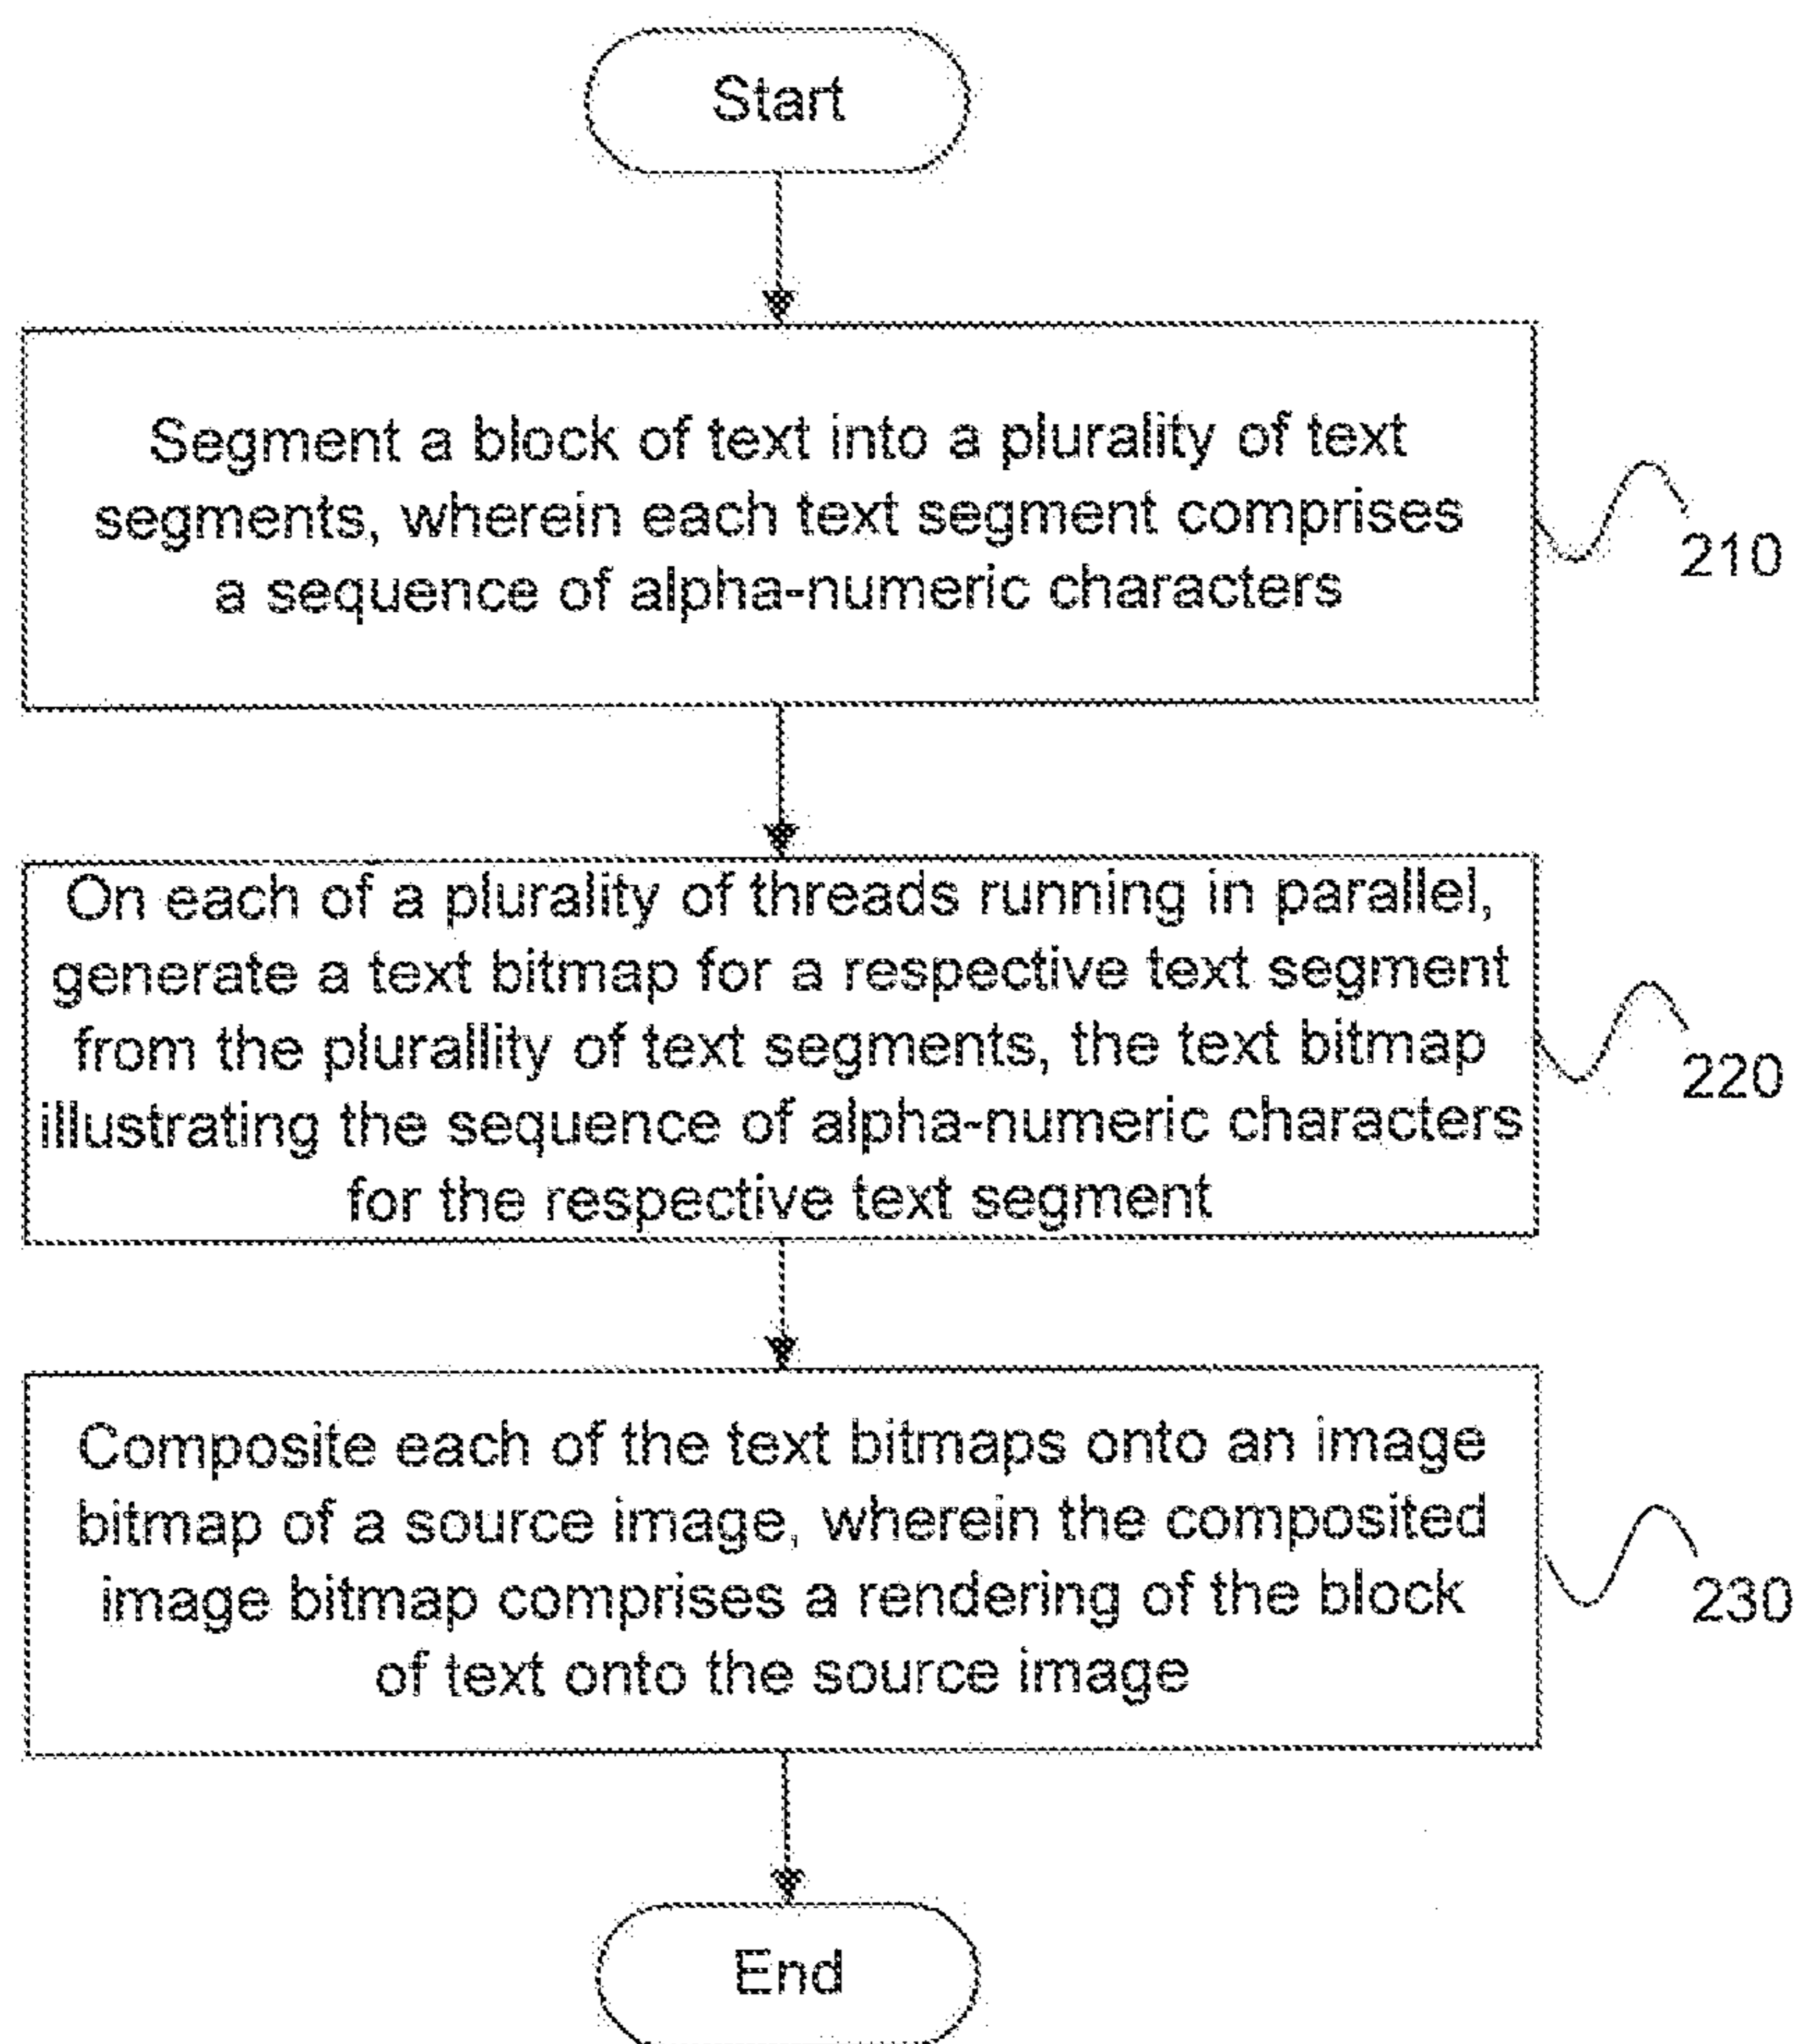 Start
Segment a block of text into a plurality of text
segments, wherein each text segment comprises
a sequence of alpha-numeric characters
210
On each of a plurality of threads running in parallel,
generate a text bitmap for a respective text segment
from the plurallity of text segments, the text bitmap
illustrating the sequence of alpha-numeric characters
for the respective text segment
220
Composite each of the text bitmaps onto an image
bitmap of a source image, wherein the composited
image bitmap comprises a rendering of the block
of text onto the source image
230
End